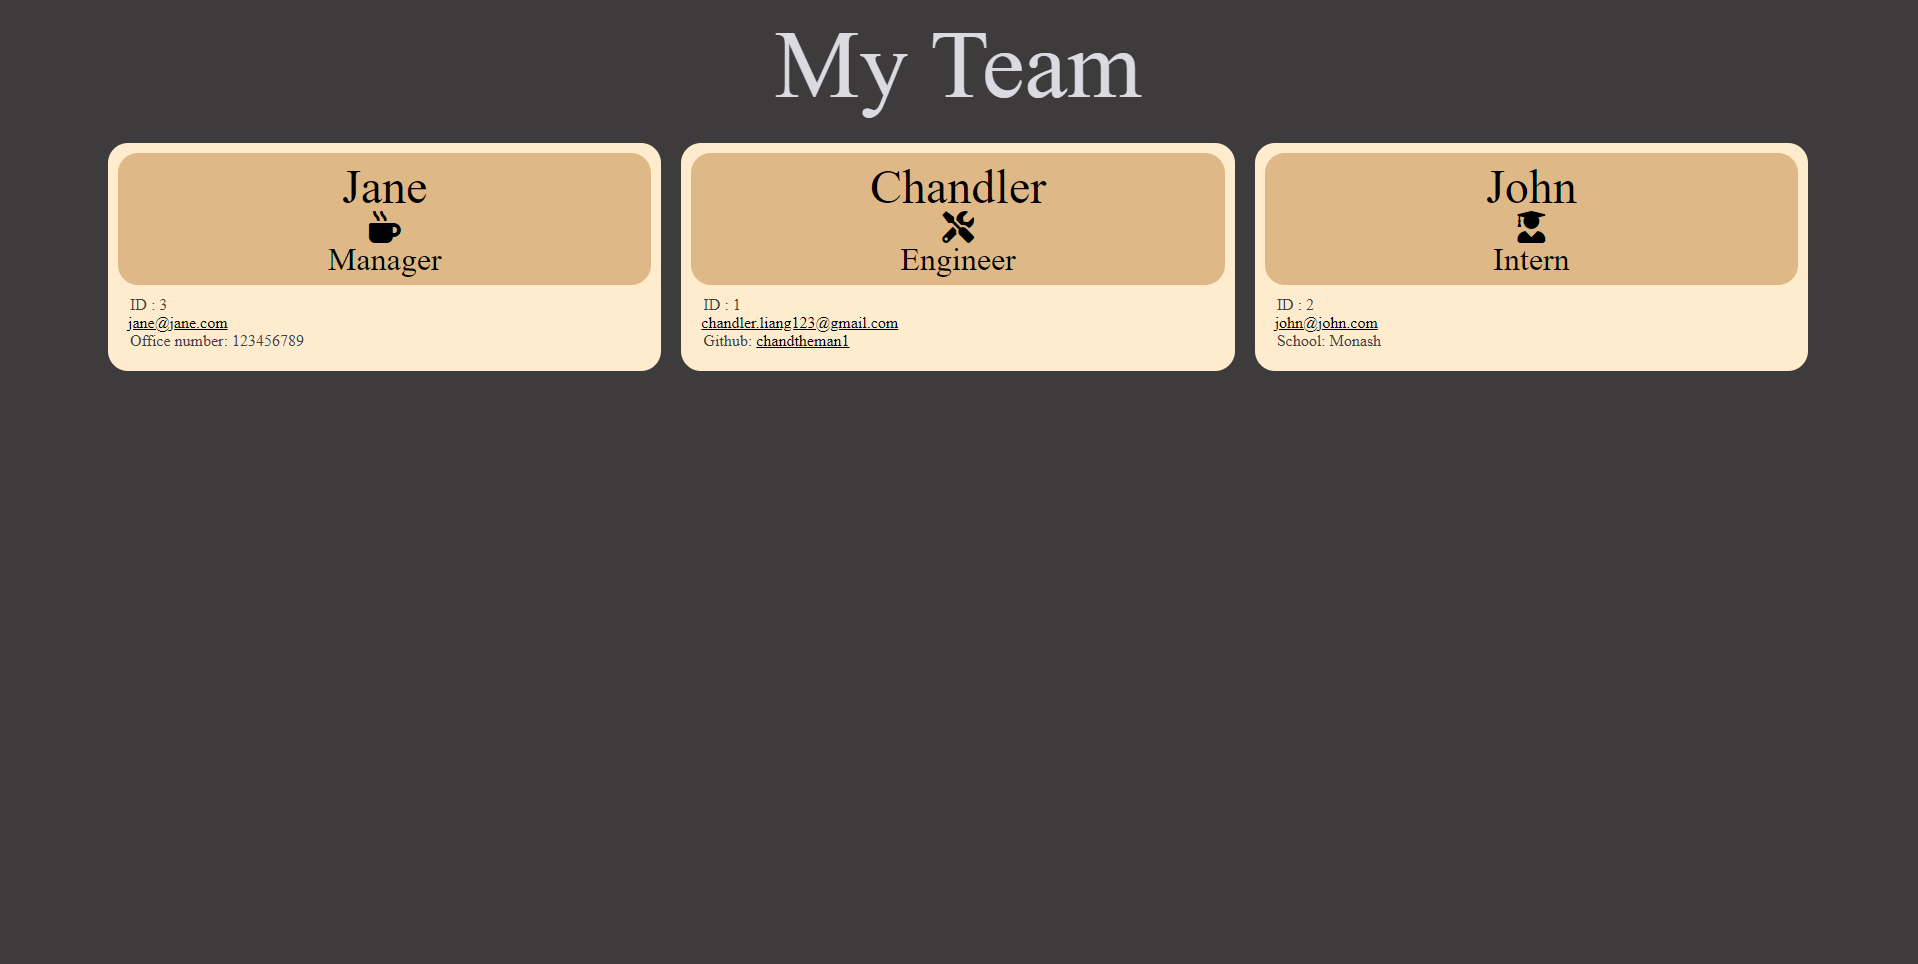 My Team
Jane
Manager
ID : 3
jane@jane.com
Office number: 123456789
Chandler
Engineer
ID : 1
chandler.liang123@gmail.com
Github: chandtheman1
John
Intern
ID : 2
john@john.com
School: Monash